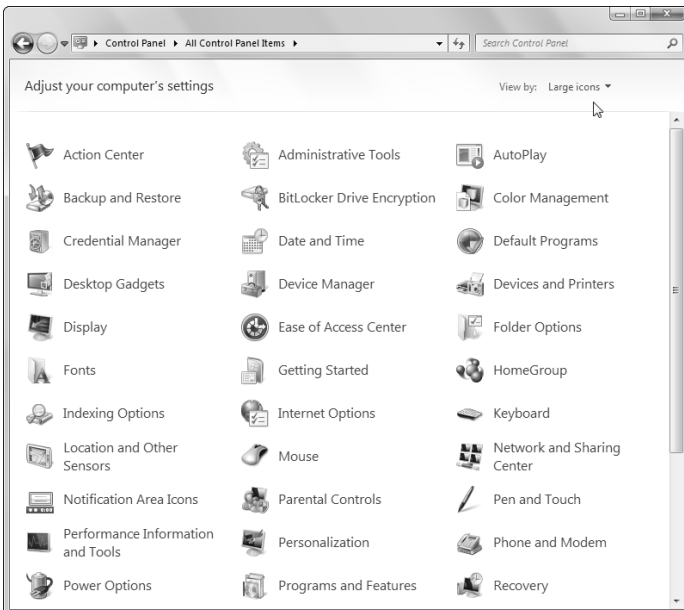 Control Panel All Control Panel Items Search Control Panel
Adjust your computer's settings View by: Large icons
Action Center Administrative Tools AutoPlay
Backup and Restore BitLocker Drive Encryption Color Management
Credential Manager Date and Time Default Programs
Desktop Gadgets Device Manager Devices and Printers
Display Ease of Access Center Folder Options
Fonts Getting Started HomeGroup
Indexing Options Internet Options Keyboard
Location and Other
Sensors
Mouse
Network and Sharing
Center
Notification Area Icons Parental Controls Pen and Touch
Performance Information
and Tools
Personalization Phone and Modem
Power Options Programs and Features Recovery